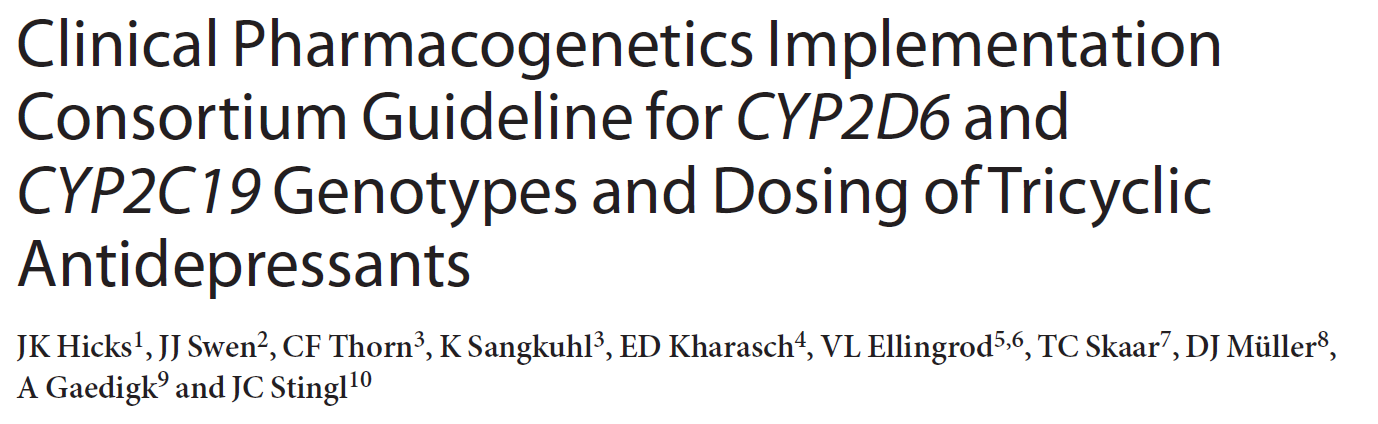 Clinical Pharmacogenetics Implementation
Consortium Guideline for CYP2D6 and
CYP2C19 Genotypes and Dosing of Tricyclic
Antidepressants
JK Hicks1, JJ Swen2, CF Thorn3, K Sangkuhl3, ED Kharasch4, VL Ellingrod5,6, TC Skaar7, DJ Müller8,
A Gaedigk9 and JC Stingl10